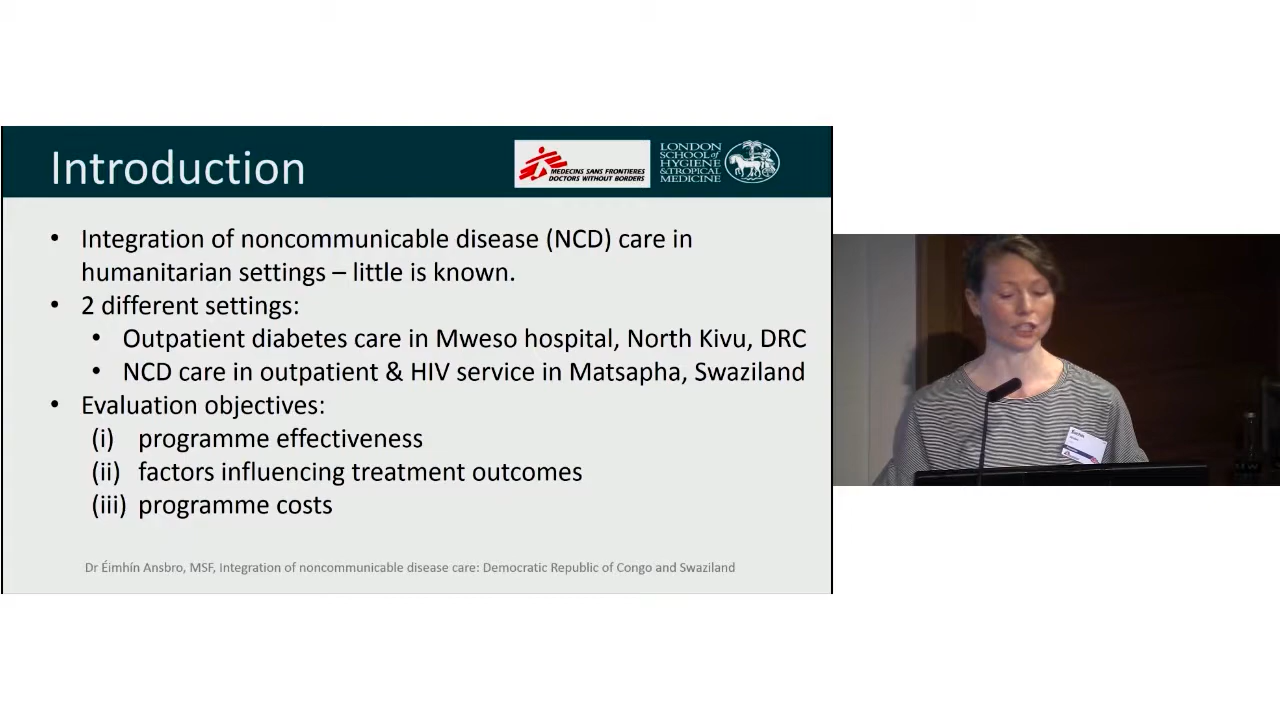 Introduction
MEDECINS SANS FRONTIERES
DOCTORS WITHOUT BORDERS
LONDON
SCHOOL of
HYGIENE
& TROPICAL
MEDICINE
• Integration of noncommunicable disease (NCD) care in
humanitarian settings – little is known.
• 2 different settings:
• Outpatient diabetes care in Mweso hospital, North Kivu, DRC
• NCD care in outpatient & HIV service in Matsapha, Swaziland
• Evaluation objectives:
(i) programme effectiveness
(ii) factors influencing treatment outcomes
(iii) programme costs
Dr Éimhín Ansbro, MSF, Integration of noncommunicable disease care: Democratic Republic of Congo and Swaziland